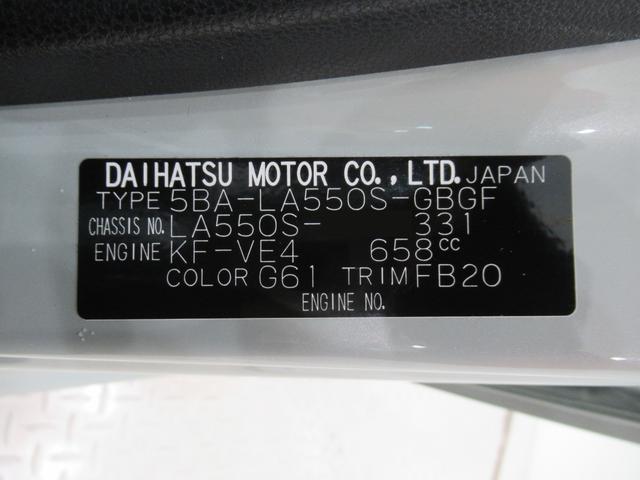 DAIHATSU MOTOR CO., LTD. JAPAN
TYPE 5BA-LA550S-GBGF
CHASSIS NO. LA550S- 331
ENGINE KF-VE4 658cc
COLOR G61 TRIM FB20
ENGINE NO.